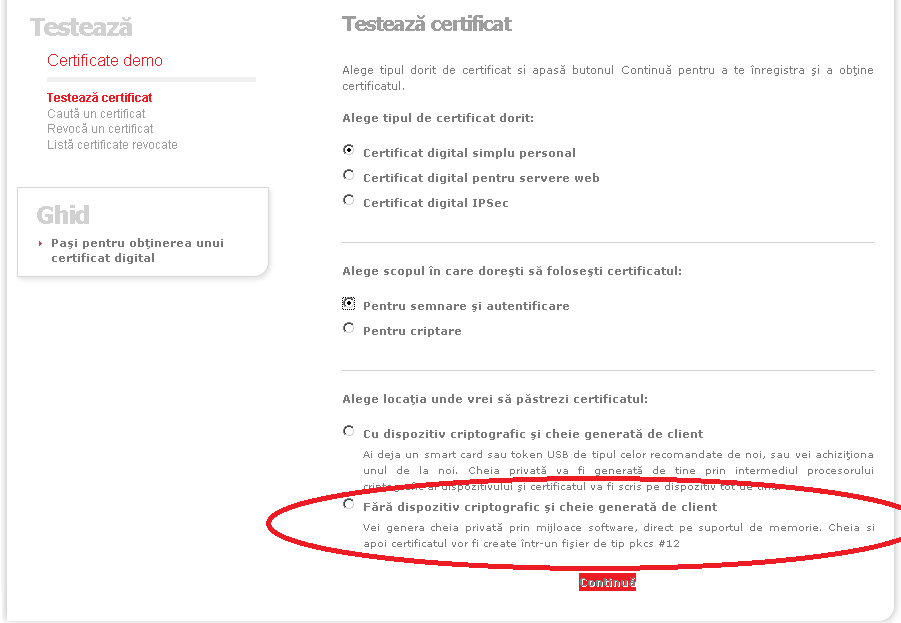 Testează
Certificate demo
Testează certificat
Caută un certificat
Revocă un certificat
Listă certificate revocate
Ghid
Paşi pentru obţinerea unui
certificat digital
Testează certificat
Alege tipul dorit de certificat si apasă butonul Continuă pentru a te înregistra şi a obţine
certificatul.
Alege tipul de certificat dorit:
Certificat digital simplu personal
Certificat digital pentru servere web
Certificat digital IPSec
Alege scopul în care doreşti să foloseşti certificatul:
Pentru semnare şi autentificare
Pentru criptare
Alege locaţia unde vrei să păstrezi certificatul:
Cu dispozitiv criptografic şi cheie generată de client
Ai deja un smart card sau token USB de tipul celor recomandate de noi, sau vei achiziţiona
unul de la noi. Cheia privată va fi generată de tine prin intermediul procesorului
criptografic al dispozitivului şi certificatul va fi scris pe dispozitiv tot de tine.
Fără dispozitiv criptografic şi cheie generată de client
Vei genera cheia privată prin mijloace software, direct pe suportul de memorie. Cheia si
apoi certificatul vor fi create într-un fişier de tip pkcs #12
Continuă